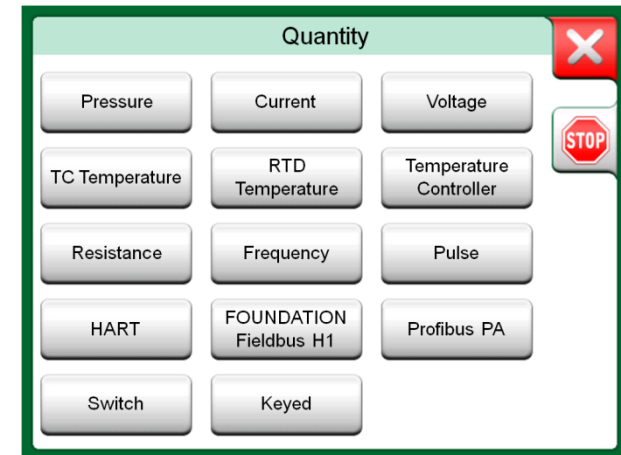 Quantity
Pressure
Current
Voltage
STOP
TC Temperature
RTD
Temperature
Temperature
Controller
Resistance
Frequency
Pulse
HART
FOUNDATION
Fieldbus H1
Profibus PA
Switch
Keyed